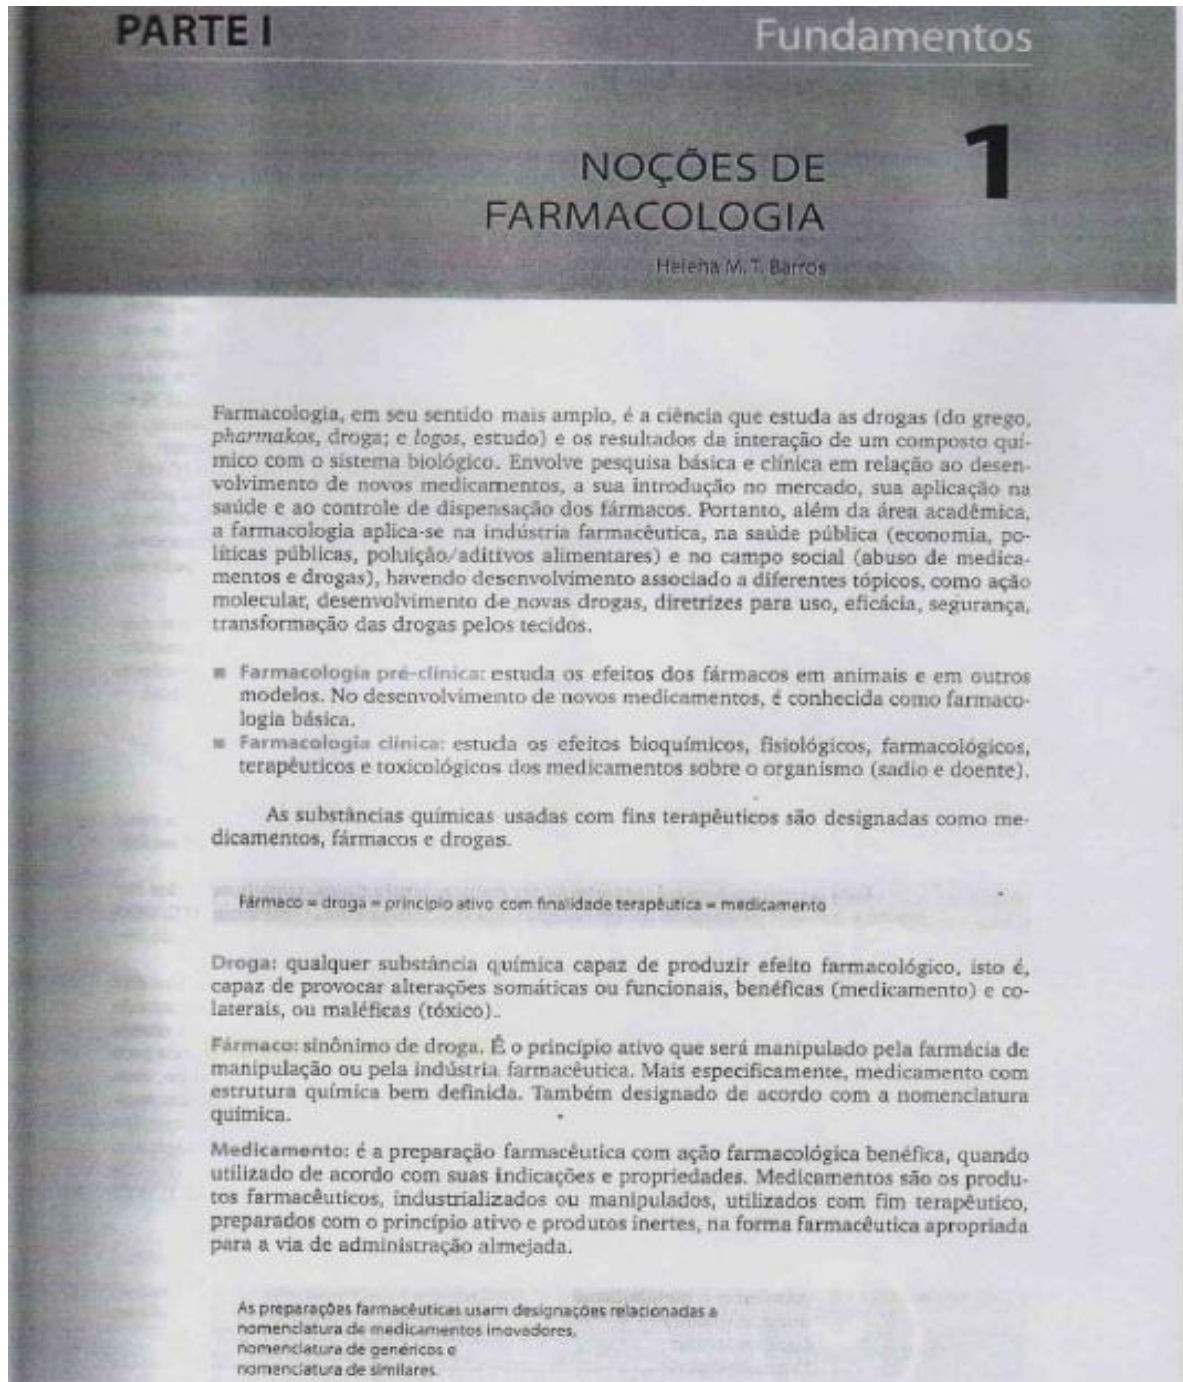 PARTE I
Fundamentos
1
NOÇÕES DE
FARMACOLOGIA
Helena M. T. Barros
Farmacologia, em seu sentido mais amplo, é a ciência que estuda as drogas (do grego,
pharmakos, droga; e logos, estudo) e os resultados da interação de um composto quí-
mico com o sistema biológico. Envolve pesquisa básica e clínica em relação ao desen-
volvimento de novos medicamentos, a sua introdução no mercado, sua aplicação na
saúde e ao controle de dispensação dos fármacos. Portanto, além da área acadêmica,
a farmacologia aplica-se na indústria farmacêutica, na saúde pública (economia, po-
líticas públicas, poluição/aditivos alimentares) e no campo social (abuso de medica-
mentos e drogas), havendo desenvolvimento associado a diferentes tópicos, como ação
molecular, desenvolvimento de novas drogas, diretrizes para uso, eficácia, segurança,
transformação das drogas pelos tecidos.
■ Farmacologia pré-clínica: estuda os efeitos dos fármacos em animais e em outros
modelos. No desenvolvimento de novos medicamentos, é conhecida como farmaco-
logia básica.
■ Farmacologia clínica: estuda os efeitos bioquímicos, fisiológicos, farmacológicos,
terapêuticos e toxicológicos dos medicamentos sobre o organismo (sadio e doente).
As substâncias químicas usadas com fins terapêuticos são designadas como me-
dicamentos, fármacos e drogas.
Fármaco = droga = princípio ativo com finalidade terapêutica = medicamento
Droga: qualquer substância química capaz de produzir efeito farmacológico, isto é,
capaz de provocar alterações somáticas ou funcionais, benéficas (medicamento) e co-
laterais, ou maléficas (tóxico).
Fármaco: sinônimo de droga. É o princípio ativo que será manipulado pela farmácia de
manipulação ou pela indústria farmacêutica. Mais especificamente, medicamento com
estrutura química bem definida. Também designado de acordo com a nomenclatura
química.
Medicamento: é a preparação farmacêutica com ação farmacológica benéfica, quando
utilizado de acordo com suas indicações e propriedades. Medicamentos são os produ-
tos farmacêuticos, industrializados ou manipulados, utilizados com fim terapêutico,
preparados com o princípio ativo e produtos inertes, na forma farmacêutica apropriada
para a via de administração almejada.
As preparações farmacêuticas usam designações relacionadas a
nomenclatura de medicamentos inovadores,
nomenclatura de genéricos e
nomenclatura de similares.